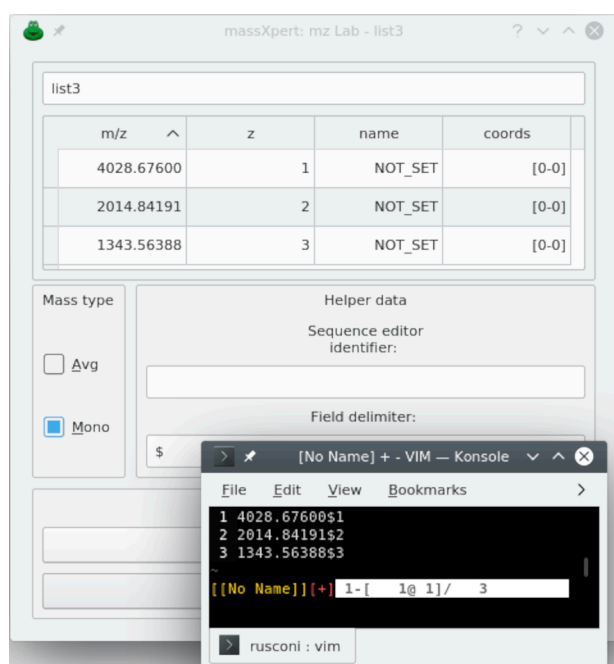 massXpert: mz Lab - list3
list3
m/z z name coords
4028.67600 1 NOT_SET [0-0]
2014.84191 2 NOT_SET [0-0]
1343.56388 3 NOT_SET [0-0]
Mass type
Avg
Mono
Helper data
Sequence editor
identifier:
Field delimiter:
$
[No Name] + - VIM — Konsole
File Edit View Bookmarks
1 4028.67600$1
2 2014.84191$2
3 1343.56388$3
~
[[No Name]][+] 1-[ 1@ 1]/ 3
rusconi : vim